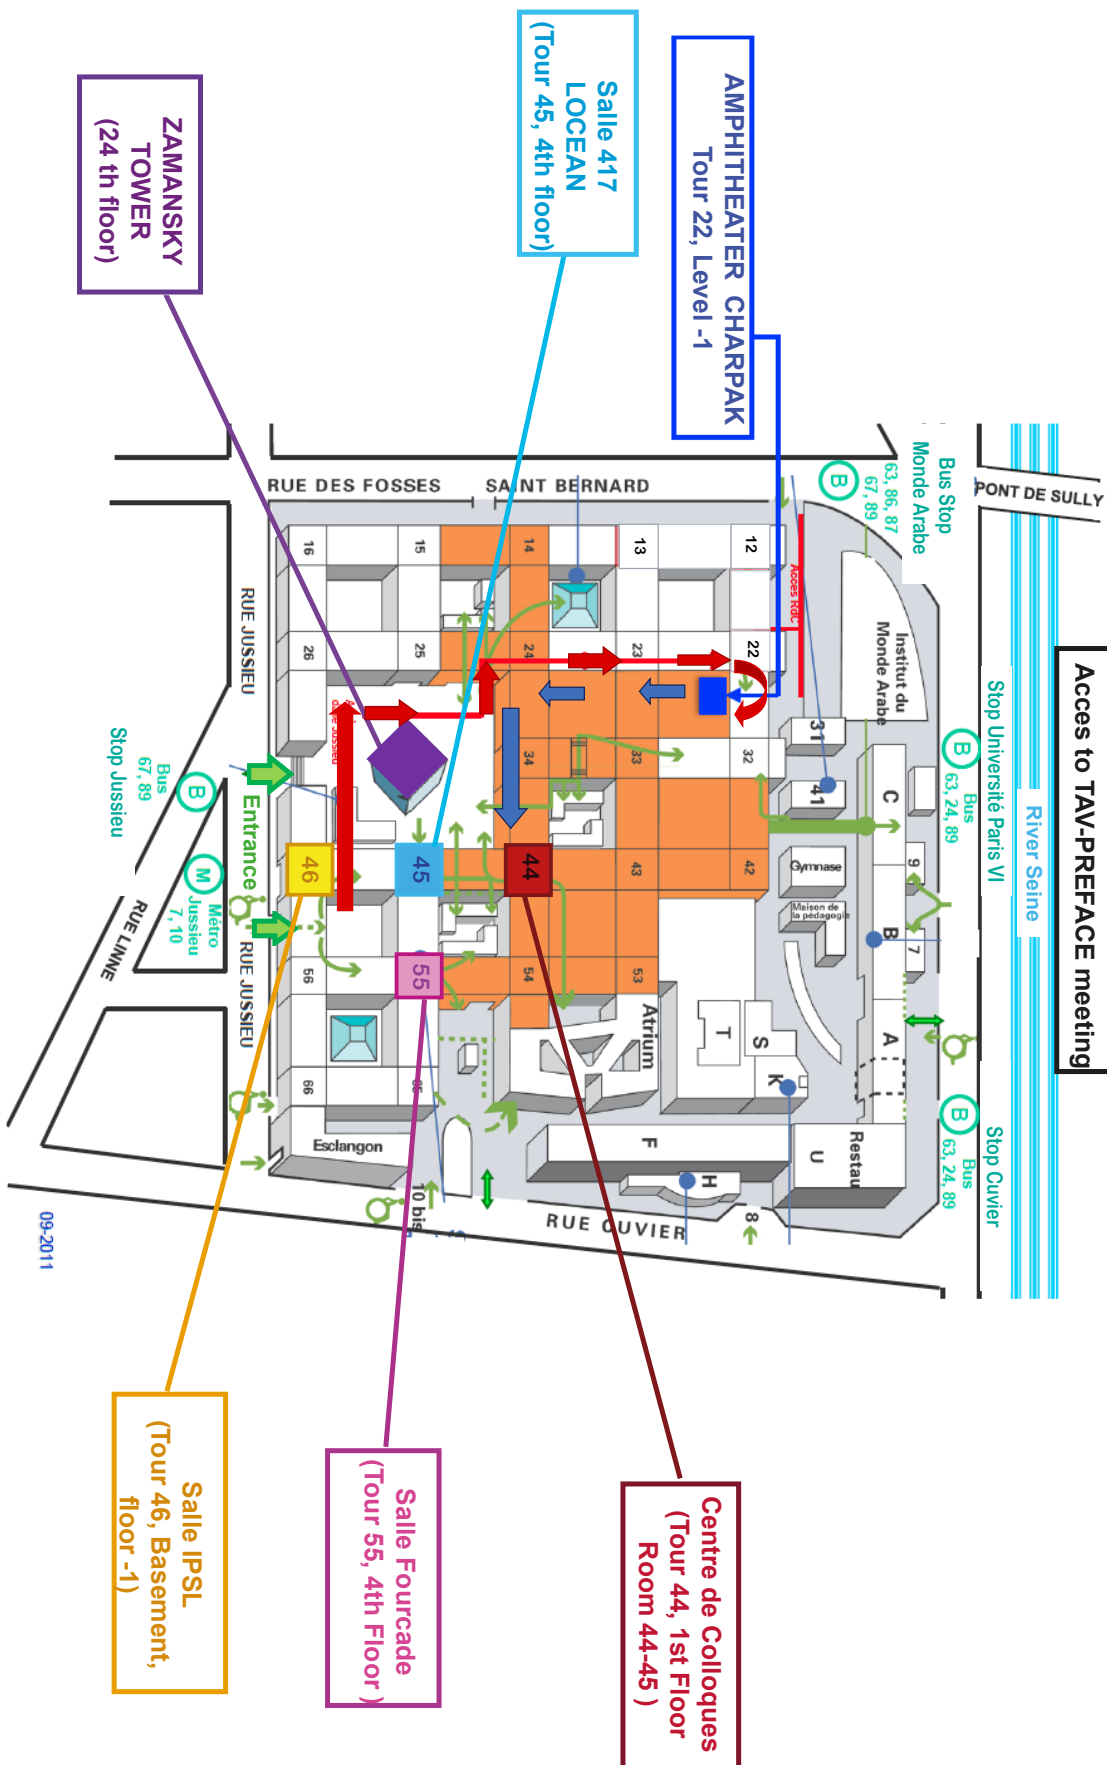 Acces to TAV-PREFACE meeting
River Seine
PONT DE SULLY
Bus Stop
Monde Arabe
63, 86, 87
67, 89
B
Stop Université Paris VI
B
Bus
63, 24, 89
Stop Cuvier
B
Bus
63, 24, 89
Institut du
Monde Arabe
C
9
B
7
A
Restau
U
31
41
Gymnase
Maison de
la pédagogie
T
S
K
F
H
8
Atrium
Acces RdC
12
22
32
42
13
23
33
43
53
14
24
34
44
54
15
25
45
55
16
26
46
56
66
Esclangon
10 bis
RUE CUVIER
RUE DES FOSSES
SAINT BERNARD
RUE JUSSIEU
RUE JUSSIEU
RUE LINNE
Entrance
Stop Jussieu
Bus
67, 89
B
M
Métro
Jussieu
7, 10
09-2011
AMPHITHEATER CHARPAK
Tour 22, Level -1
Salle 417
LOCEAN
(Tour 45, 4th floor)
ZAMANSKY
TOWER
(24 th floor)
Centre de Colloques
(Tour 44, 1st Floor
Room 44-45 )
Salle Fourcade
(Tour 55, 4th Floor )
Salle IPSL
(Tour 46, Basement,
floor -1)